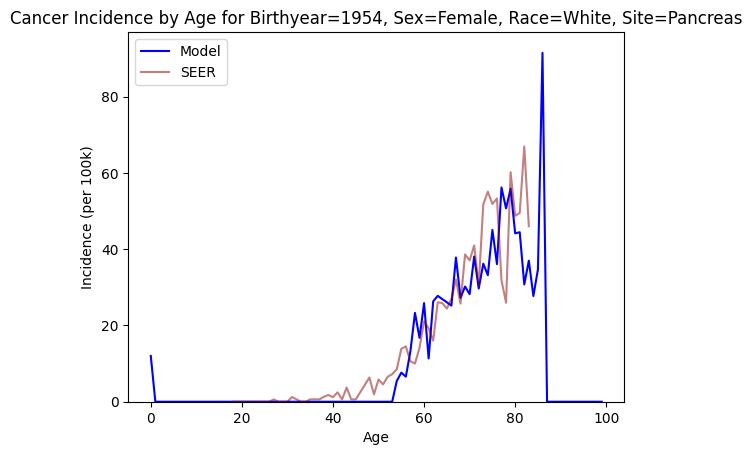 Cancer Incidence by Age for Birthyear=1954, Sex=Female, Race=White, Site=Pancreas
Model
SEER
80
60
40
20
0
Incidence (per 100k)
0 20 40 60 80 100
Age